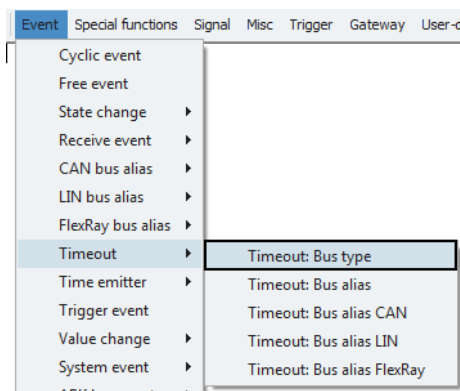 Event Special functions Signal Misc Trigger Gateway
Cyclic event
Free event
State change
Receive event
CAN bus alias
LIN bus alias
FlexRay bus alias
Timeout
Timeout: Bus type
Time emitter
Timeout: Bus alias
Trigger event
Timeout: Bus alias CAN
Value change
Timeout: Bus alias LIN
System event
Timeout: Bus alias FlexRay